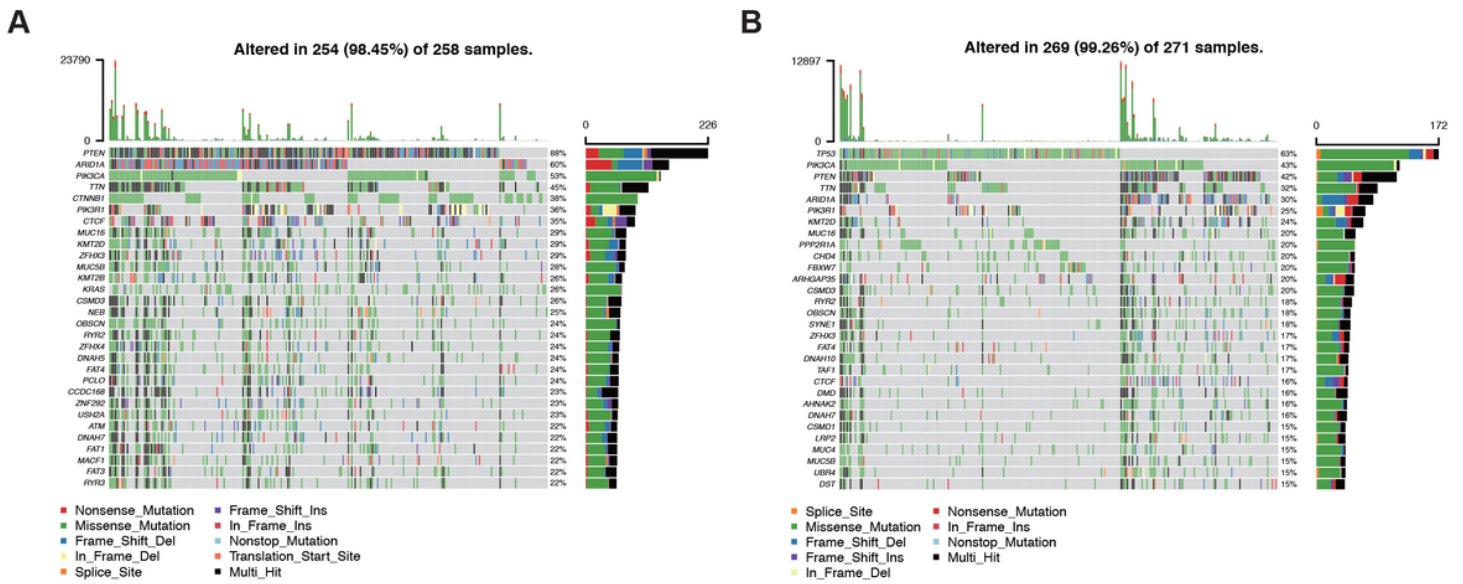 A
Altered in 254 (98.45%) of 258 samples.
23790
0
0 226
PTEN 88%
ARID1A 60%
PIK3CA 53%
TTN 45%
CTNNB1 38%
PIK3R1 36%
CTCF 35%
MUC16 29%
KMT2D 29%
ZFHX3 29%
MUC5B 28%
KMT2B 26%
KRAS 26%
CSMD3 26%
NEB 25%
OBSCN 24%
RYR2 24%
ZFHX4 24%
DNAH5 24%
FAT4 24%
PCLO 24%
CCDC168 23%
ZNF292 23%
USH2A 23%
ATM 22%
DNAH7 22%
FAT1 22%
MACF1 22%
FAT3 22%
RYR3 22%
Nonsense_Mutation
Missense_Mutation
Frame_Shift_Del
In_Frame_Del
Splice_Site
Frame_Shift_Ins
In_Frame_Ins
Nonstop_Mutation
Translation_Start_Site
Multi_Hit
B
Altered in 269 (99.26%) of 271 samples.
12897
0
0 172
TP53 63%
PIK3CA 43%
PTEN 42%
TTN 32%
ARID1A 30%
PIK3R1 25%
KMT2D 24%
MUC16 20%
PPP2R1A 20%
CHD4 20%
FBXW7 20%
ARHGAP35 20%
CSMD3 20%
RYR2 18%
OBSCN 18%
SYNE1 18%
ZFHX3 17%
FAT4 17%
DNAH10 17%
TAF1 17%
CTCF 16%
DMD 16%
AHNAK2 16%
DNAH7 16%
CSMD1 15%
LRP2 15%
MUC4 15%
MUC5B 15%
UBR4 15%
DST 15%
Splice_Site
Missense_Mutation
Frame_Shift_Del
Frame_Shift_Ins
In_Frame_Del
Nonsense_Mutation
In_Frame_Ins
Nonstop_Mutation
Multi_Hit